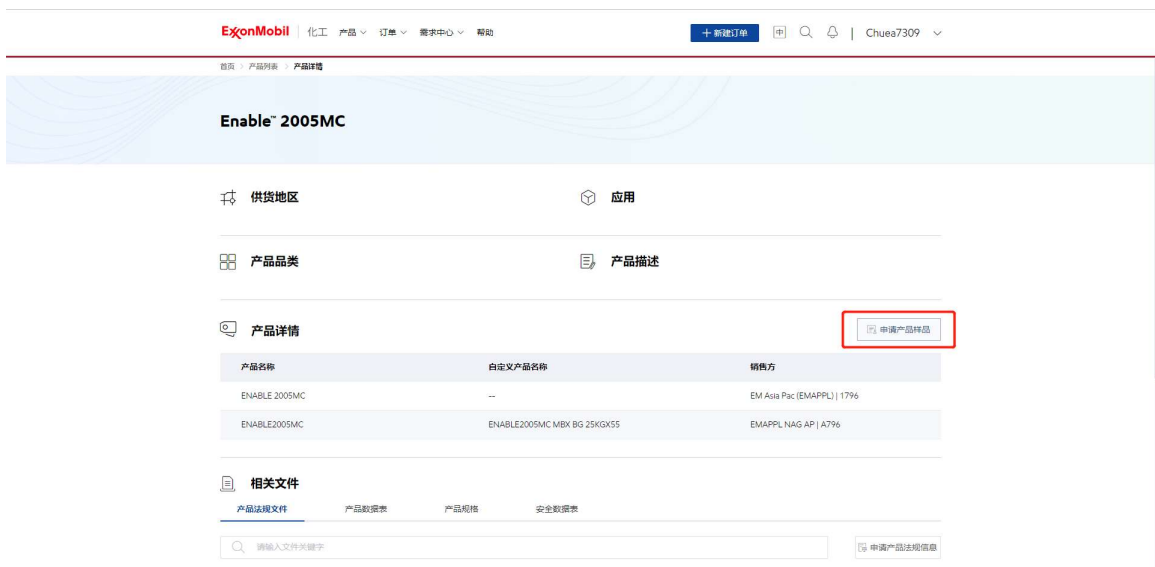 ExxonMobil 化工 产品 订单 需求中心 帮助 + 新建订单 中 Chuea7309
首页 > 产品列表 > 产品详情
Enable™ 2005MC
供货地区 应用
产品品类 产品描述
产品详情 申请产品样品
产品名称 自定义产品名称 销售方
ENABLE 2005MC -- EM Asia Pac (EMAPPL) | 1796
ENABLE2005MC ENABLE2005MC MBX BG 25KGX55 EMAPPL NAG AP | A796
相关文件
产品法规文件 产品数据表 产品规格 安全数据表
请输入文件关键字 申请产品法规信息